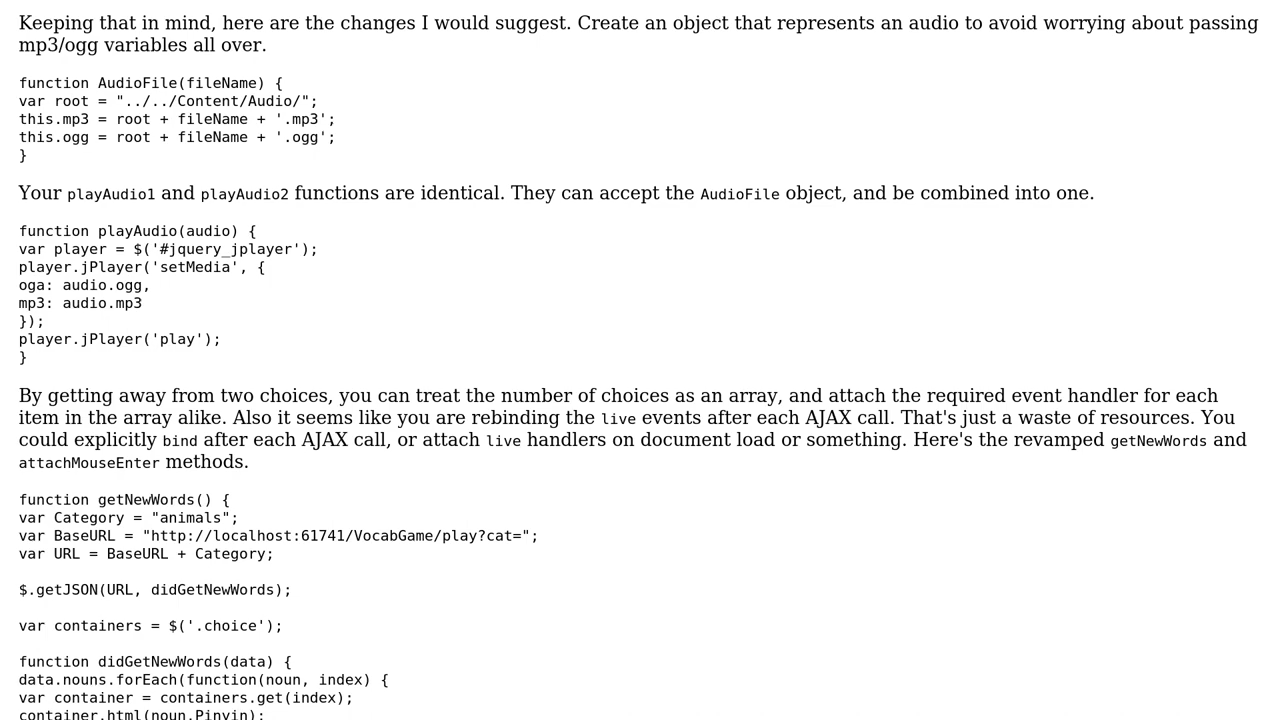 Keeping that in mind, here are the changes I would suggest. Create an object that represents an audio to avoid worrying about passing
mp3/ogg variables all over.
function AudioFile(fileName) {
var root = "../../Content/Audio/";
this.mp3 = root + fileName + '.mp3';
this.ogg = root + fileName + '.ogg';
}
Your playAudio1 and playAudio2 functions are identical. They can accept the AudioFile object, and be combined into one.
function playAudio(audio) {
var player = $('#jquery_jplayer');
player.jPlayer('setMedia', {
oga: audio.ogg,
mp3: audio.mp3
});
player.jPlayer('play');
}
By getting away from two choices, you can treat the number of choices as an array, and attach the required event handler for each
item in the array alike. Also it seems like you are rebinding the live events after each AJAX call. That's just a waste of resources. You
could explicitly bind after each AJAX call, or attach live handlers on document load or something. Here's the revamped getNewWords and
attachMouseEnter methods.
function getNewWords() {
var Category = "animals";
var BaseURL = "http://localhost:61741/VocabGame/play?cat=";
var URL = BaseURL + Category;
$.getJSON(URL, didGetNewWords);
var containers = $('.choice');
function didGetNewWords(data) {
data.nouns.forEach(function(noun, index) {
var container = containers.get(index);
container.html(noun.Pinyin);